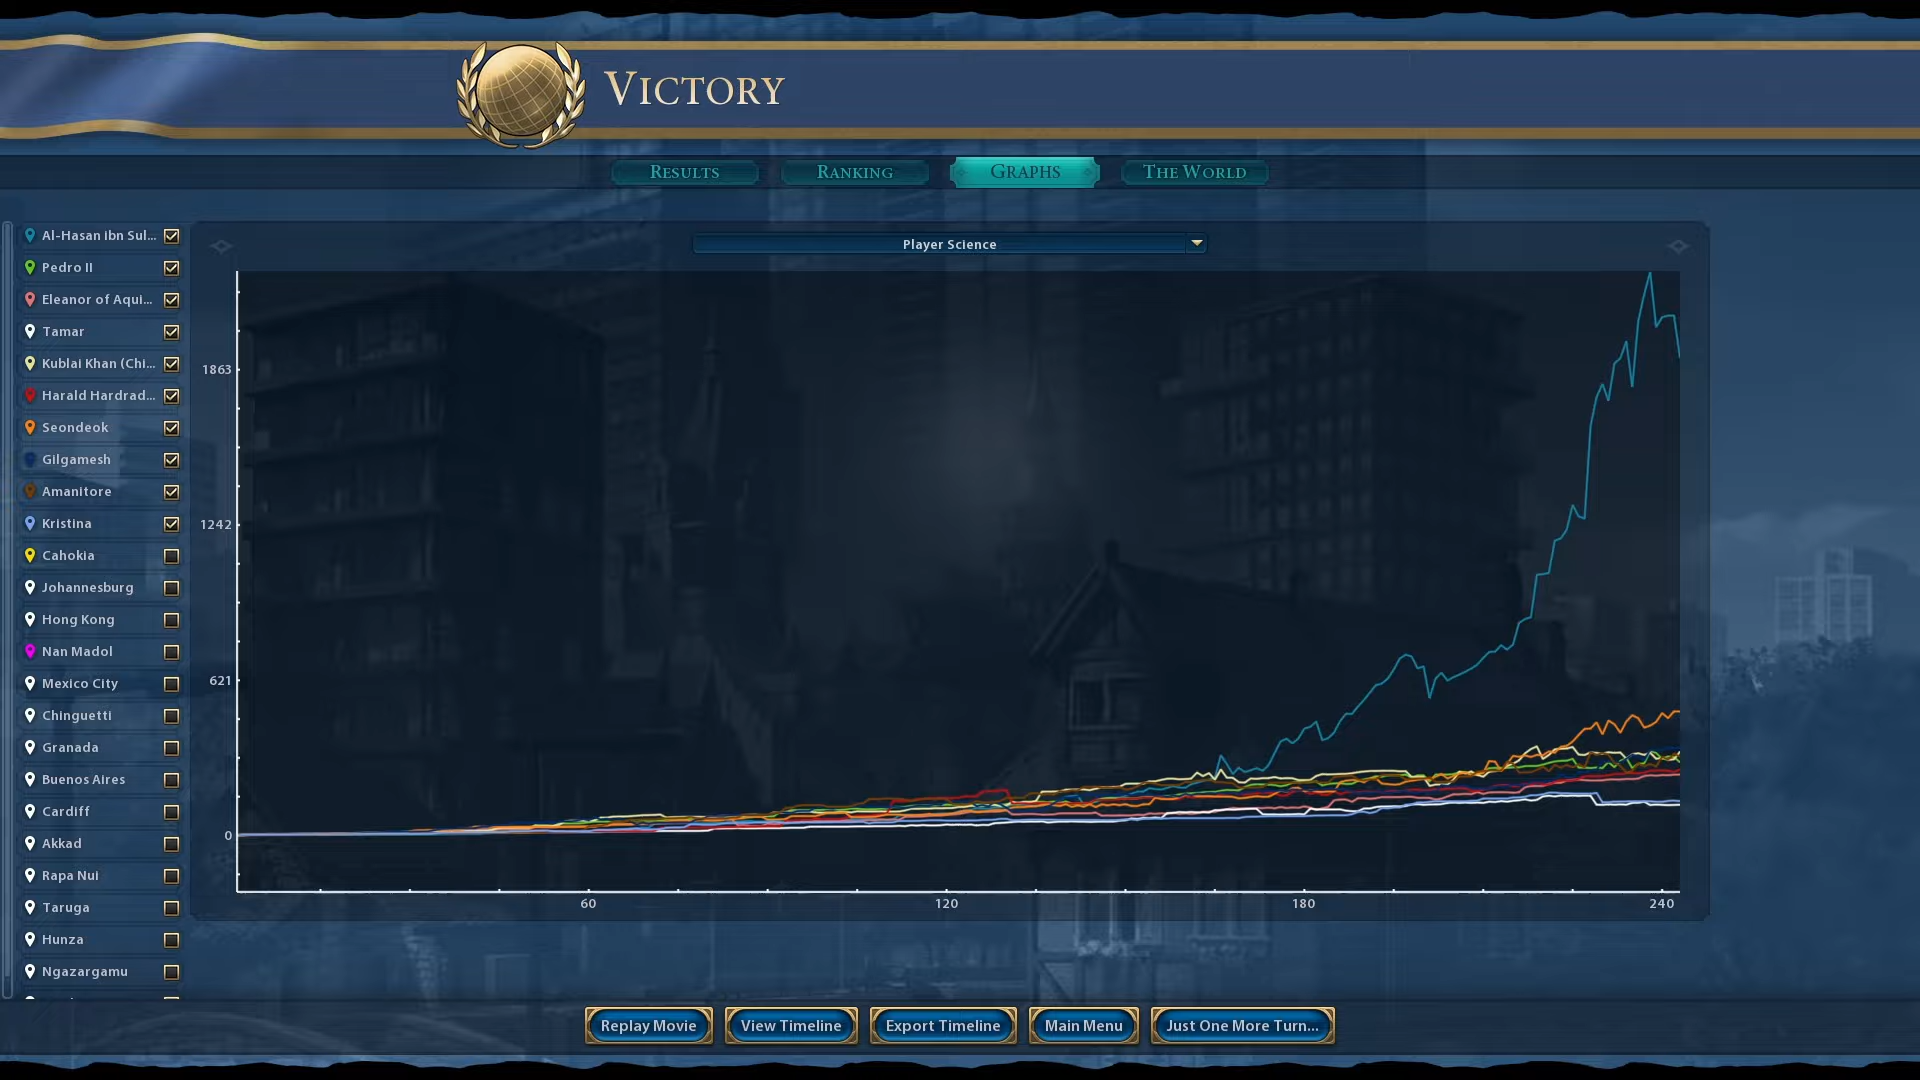 VICTORY
RESULTS
RANKING
GRAPHS
THE WORLD
Al-Hasan ibn Sul...
Pedro II
Eleanor of Aqui...
Tamar
Kublai Khan (Chi...
Harald Hardrad...
Seondeok
Gilgamesh
Amanitore
Kristina
Cahokia
Johannesburg
Hong Kong
Nan Madol
Mexico City
Chinguetti
Granada
Buenos Aires
Cardiff
Akkad
Rapa Nui
Taruga
Hunza
Ngazargamu
Player Science
1863
1242
621
0
60
120
180
240
Replay Movie
View Timeline
Export Timeline
Main Menu
Just One More Turn...